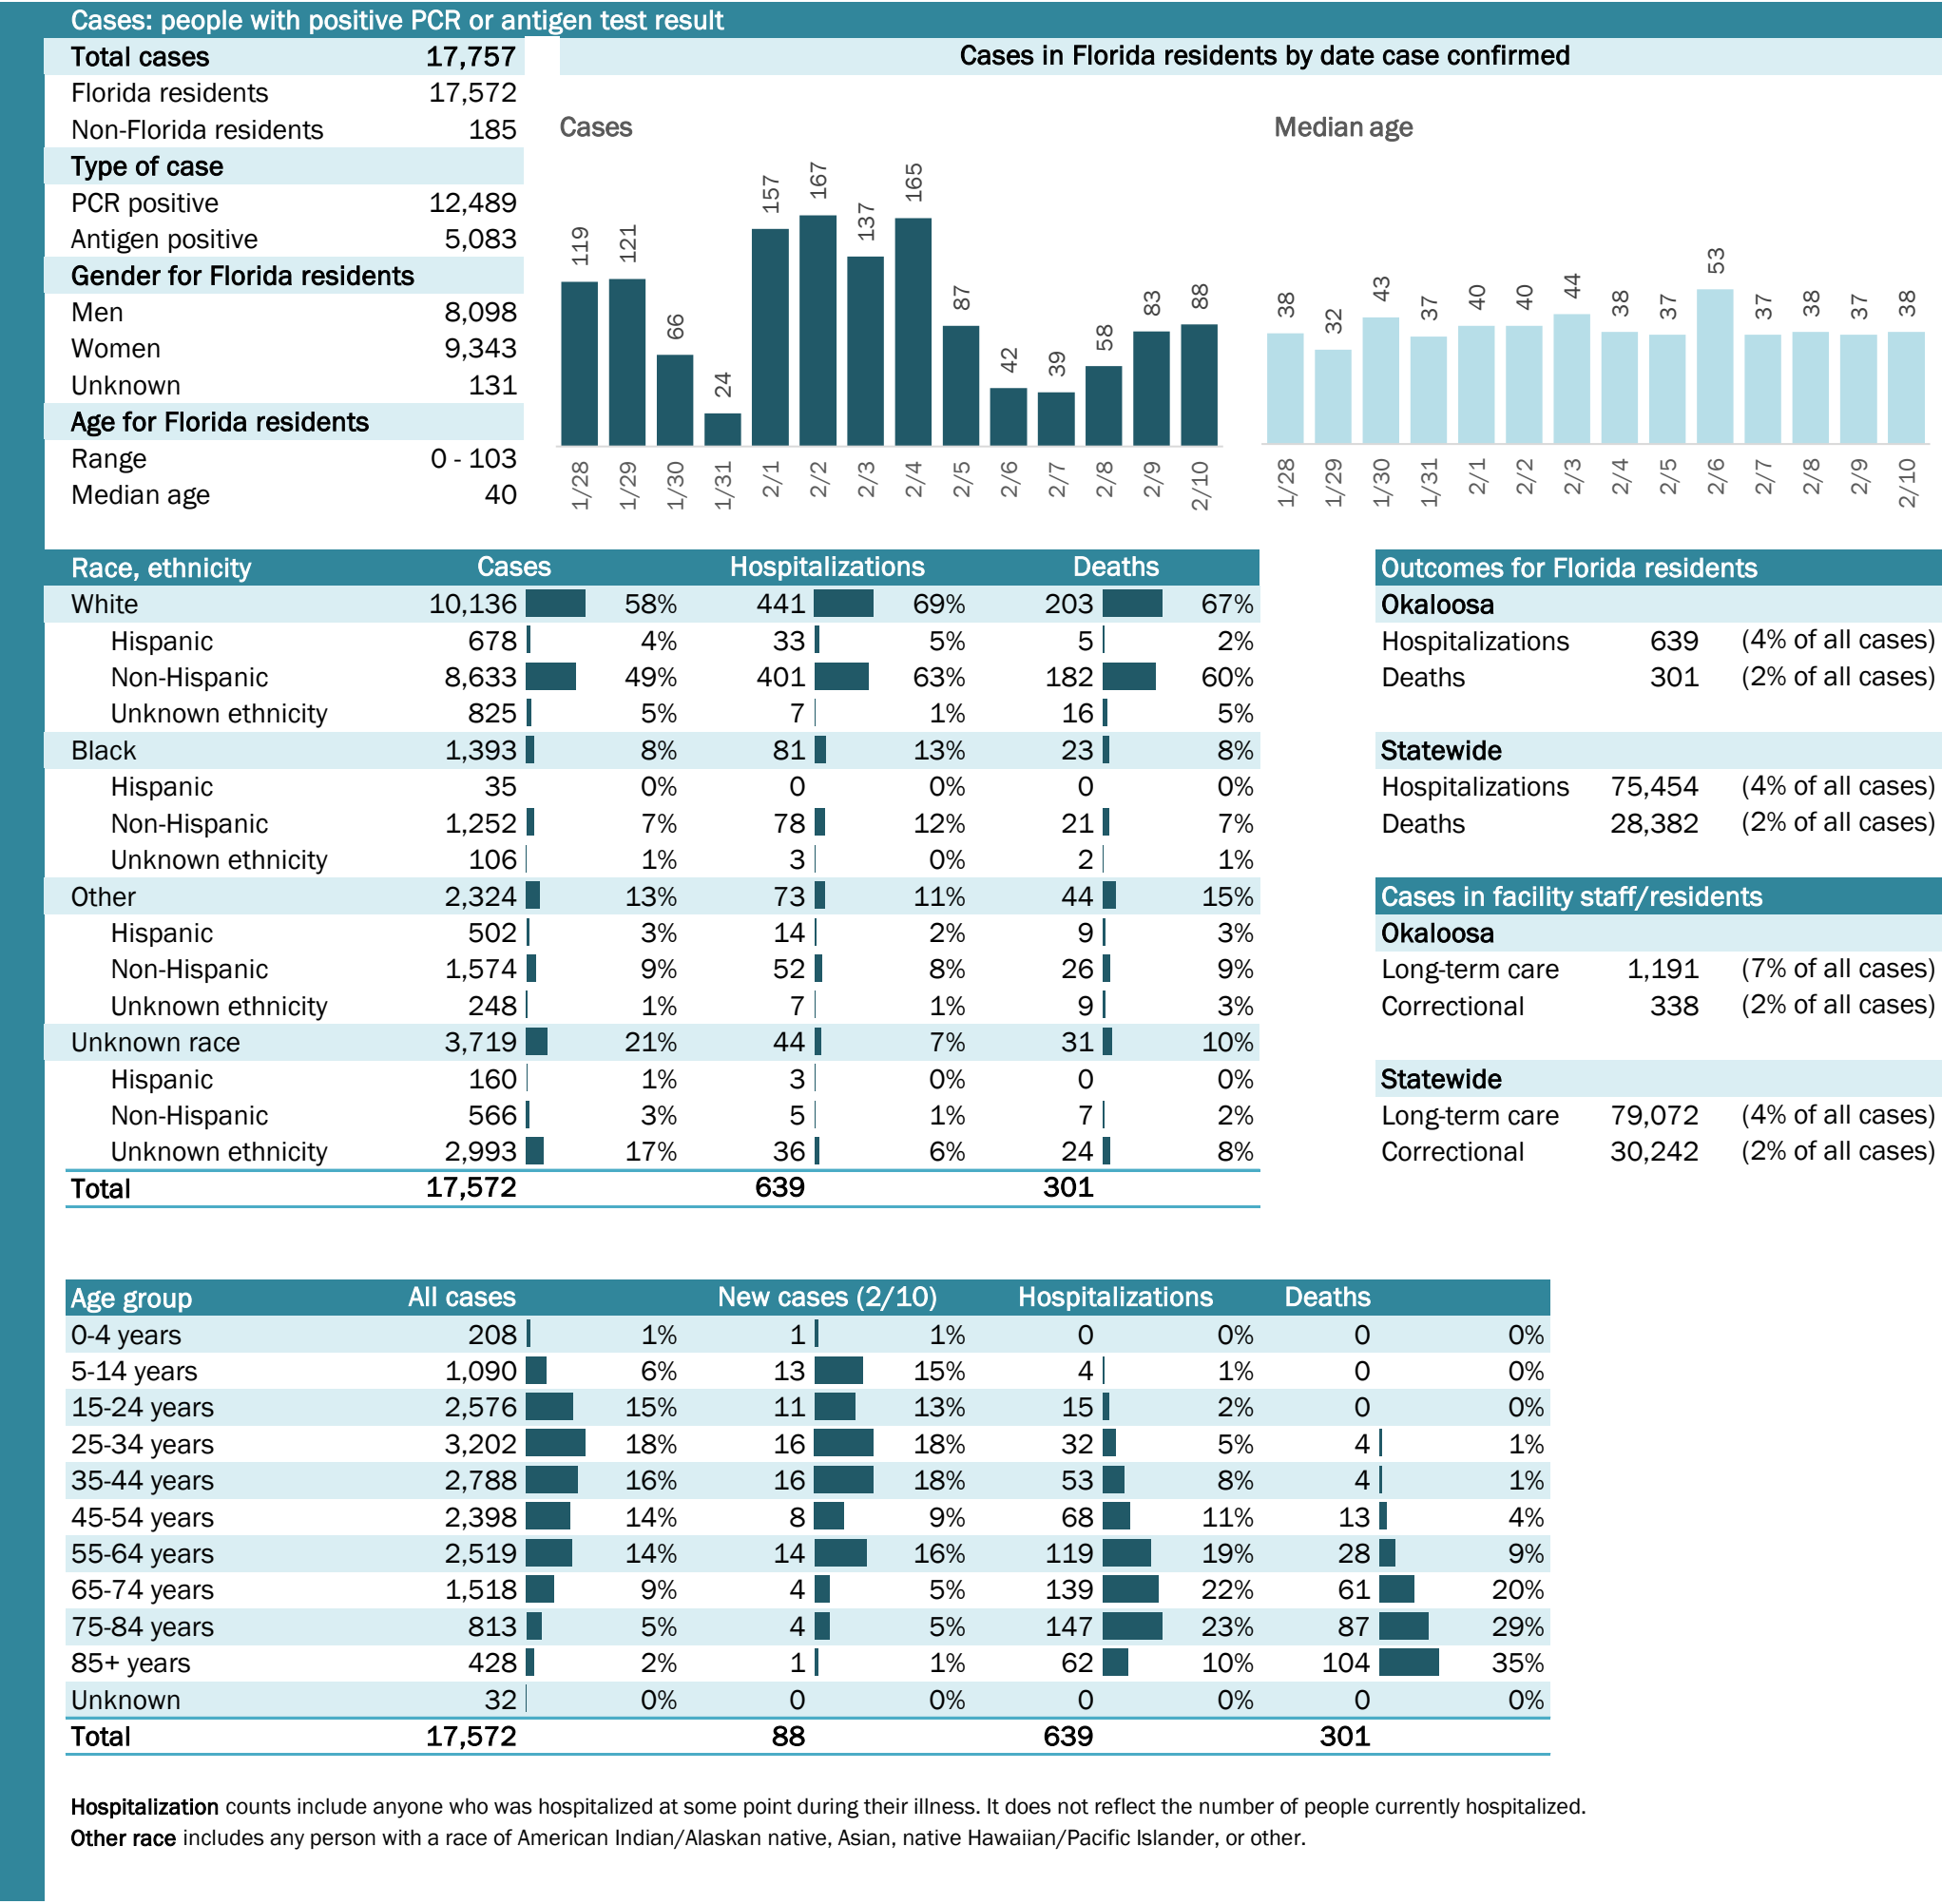 Cases: people with positive PCR or antigen test result
Total cases 17,757
Florida residents 17,572
Non-Florida residents 185
Type of case
PCR positive 12,489
Antigen positive 5,083
Gender for Florida residents
Men 8,098
Women 9,343
Unknown 131
Age for Florida residents
Range 0 - 103
Median age 40
Cases in Florida residents by date case confirmed
Cases
119 121 66 24 157 167 137 165 87 42 39 58 83 88
1/28 1/29 1/30 1/31 2/1 2/2 2/3 2/4 2/5 2/6 2/7 2/8 2/9 2/10
Median age
38 32 43 37 40 40 44 38 37 53 37 38 37 38
1/28 1/29 1/30 1/31 2/1 2/2 2/3 2/4 2/5 2/6 2/7 2/8 2/9 2/10
Race, ethnicity Cases Hospitalizations Deaths
White 10,136 58% 441 69% 203 67%
Hispanic 678 4% 33 5% 5 2%
Non-Hispanic 8,633 49% 401 63% 182 60%
Unknown ethnicity 825 5% 7 1% 16 5%
Black 1,393 8% 81 13% 23 8%
Hispanic 35 0% 0 0% 0 0%
Non-Hispanic 1,252 7% 78 12% 21 7%
Unknown ethnicity 106 1% 3 0% 2 1%
Other 2,324 13% 73 11% 44 15%
Hispanic 502 3% 14 2% 9 3%
Non-Hispanic 1,574 9% 52 8% 26 9%
Unknown ethnicity 248 1% 7 1% 9 3%
Unknown race 3,719 21% 44 7% 31 10%
Hispanic 160 1% 3 0% 0 0%
Non-Hispanic 566 3% 5 1% 7 2%
Unknown ethnicity 2,993 17% 36 6% 24 8%
Total 17,572 639 301
Outcomes for Florida residents
Okaloosa
Hospitalizations 639 (4% of all cases)
Deaths 301 (2% of all cases)
Statewide
Hospitalizations 75,454 (4% of all cases)
Deaths 28,382 (2% of all cases)
Cases in facility staff/residents
Okaloosa
Long-term care 1,191 (7% of all cases)
Correctional 338 (2% of all cases)
Statewide
Long-term care 79,072 (4% of all cases)
Correctional 30,242 (2% of all cases)
Age group All cases New cases (2/10) Hospitalizations Deaths
0-4 years 208 1% 1 1% 0 0% 0 0%
5-14 years 1,090 6% 13 15% 4 1% 0 0%
15-24 years 2,576 15% 11 13% 15 2% 0 0%
25-34 years 3,202 18% 16 18% 32 5% 4 1%
35-44 years 2,788 16% 16 18% 53 8% 4 1%
45-54 years 2,398 14% 8 9% 68 11% 13 4%
55-64 years 2,519 14% 14 16% 119 19% 28 9%
65-74 years 1,518 9% 4 5% 139 22% 61 20%
75-84 years 813 5% 4 5% 147 23% 87 29%
85+ years 428 2% 1 1% 62 10% 104 35%
Unknown 32 0% 0 0% 0 0% 0 0%
Total 17,572 88 639 301
Hospitalization counts include anyone who was hospitalized at some point during their illness. It does not reflect the number of people currently hospitalized.
Other race includes any person with a race of American Indian/Alaskan native, Asian, native Hawaiian/Pacific Islander, or other.